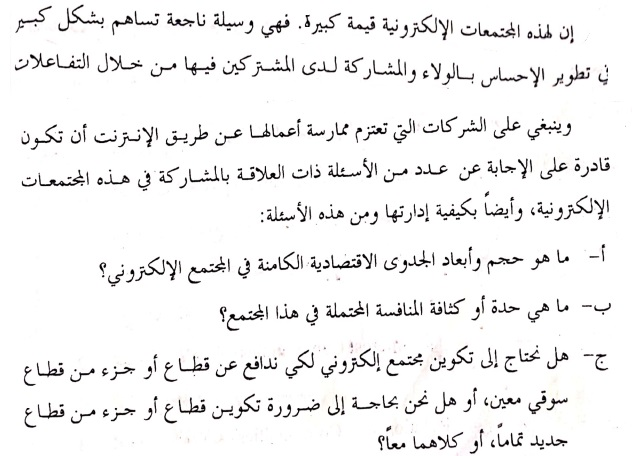 إن لهذه المجتمعات الإلكترونية قيمة كبيرة. فهي وسيلة ناجعة تساهم بشكل كبير
في تطوير الإحساس بالولاء والمشاركة لدى المشتركين فيها من خلال التفاعلات
وينبغي على الشركات التي تعتزم ممارسة أعمالها عن طريق الإنترنت أن تكون
قادرة على الإجابة عن عدد من الأسئلة ذات العلاقة بالمشاركة في هذه المجتمعات
الإلكترونية، وأيضاً بكيفية إدارتها ومن هذه الأسئلة:
أ- ما هو حجم وأبعاد الجدوى الاقتصادية الكامنة في المجتمع الإلكتروني؟
ب- ما هي حدة أو كثافة المنافسة المحتملة في هذا المجتمع؟
ج- هل نحتاج إلى تكوين مجتمع إلكتروني لكي ندافع عن قطاع أو جزء من قطاع
سوقي معين، أو هل نحن بحاجة إلى ضرورة تكوين قطاع أو جزء من قطاع
جديد تماماً، أو كلاهما معاً؟